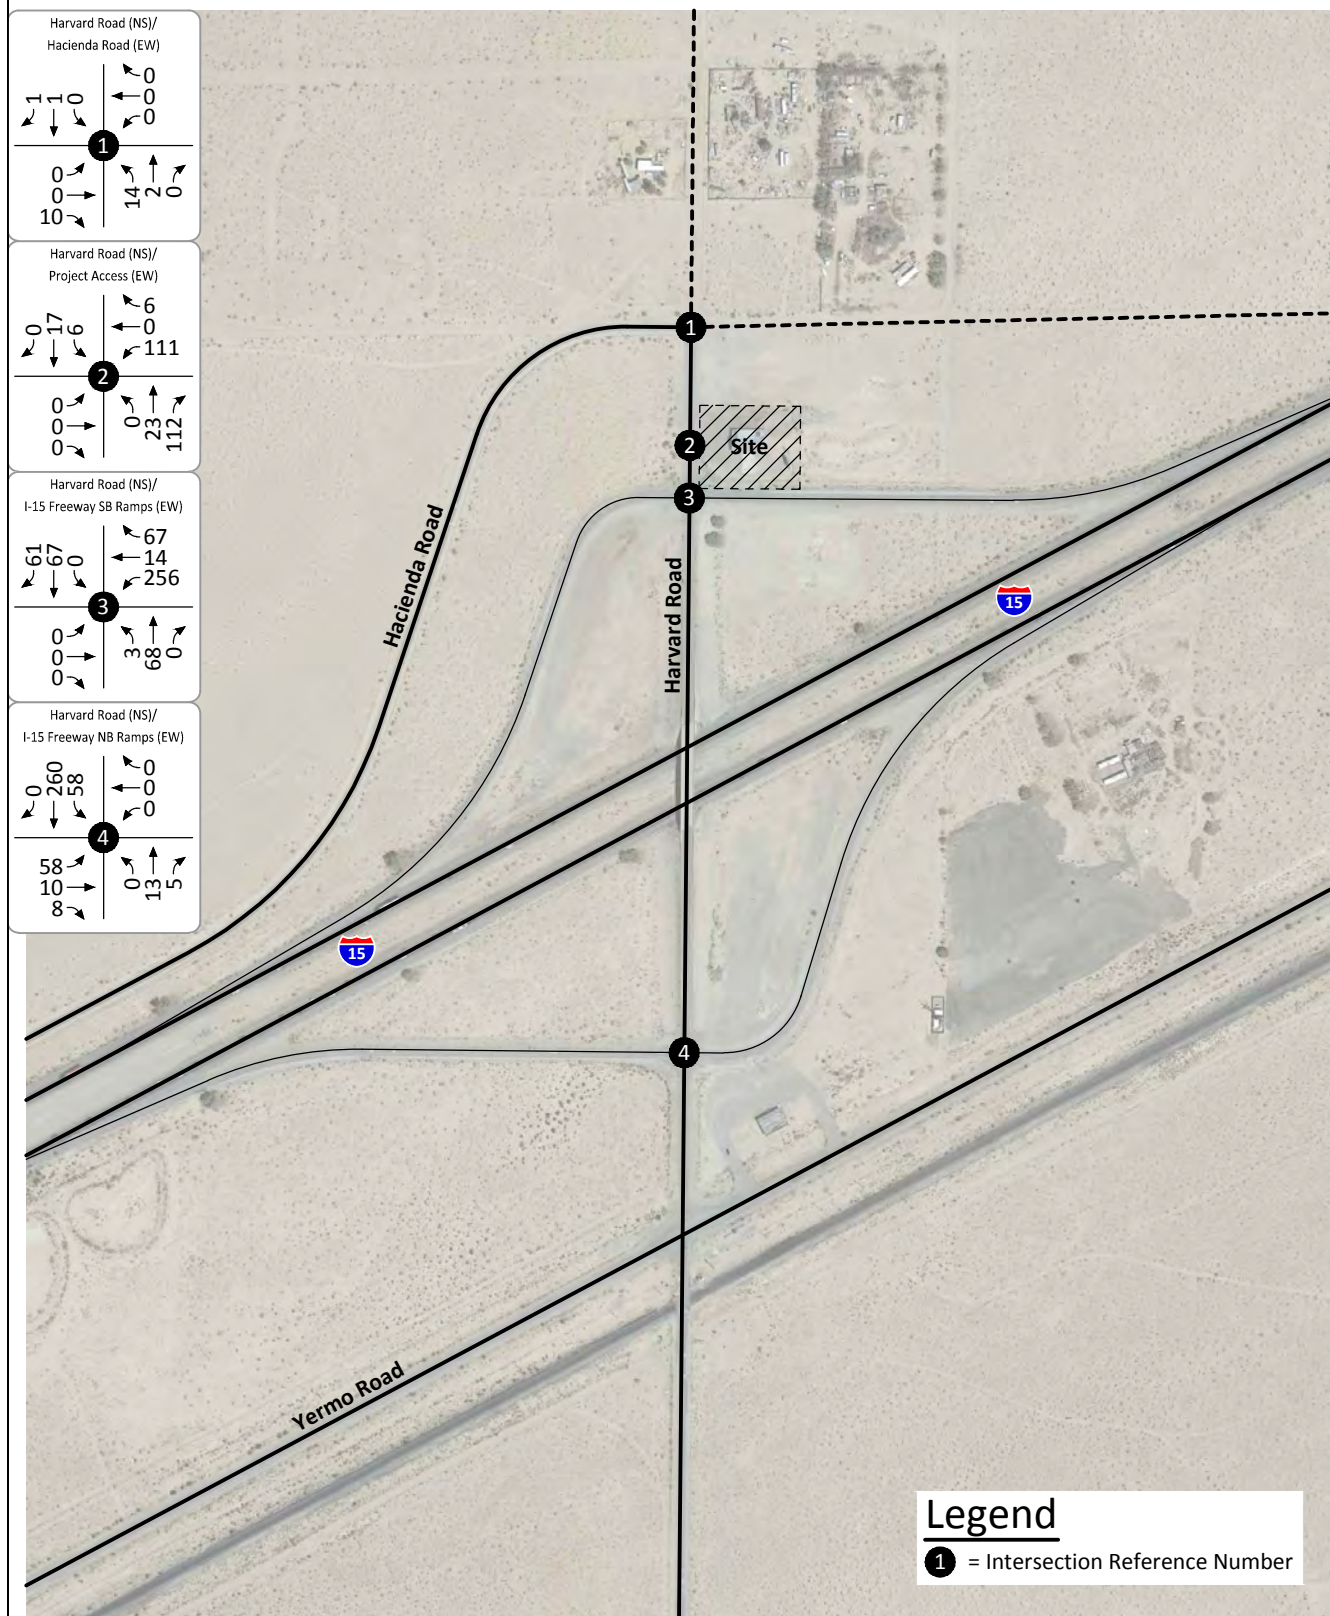 Harvard Road (NS)/
Hacienda Road (EW)
1 1 0
0
0
0
1
0
0
10
14 2 0
Harvard Road (NS)/
Project Access (EW)
0 17 6
6
0
111
2
0
0
0
0 23 112
Harvard Road (NS)/
I-15 Freeway SB Ramps (EW)
61 67 0
67
14
256
3
0
0
0
3 68 0
Harvard Road (NS)/
I-15 Freeway NB Ramps (EW)
0 260 58
0
0
0
4
58
10
8
0 13 5
1
2
Site
3
Hacienda Road
Harvard Road
15
15
4
Yermo Road
Legend
1 = Intersection Reference Number